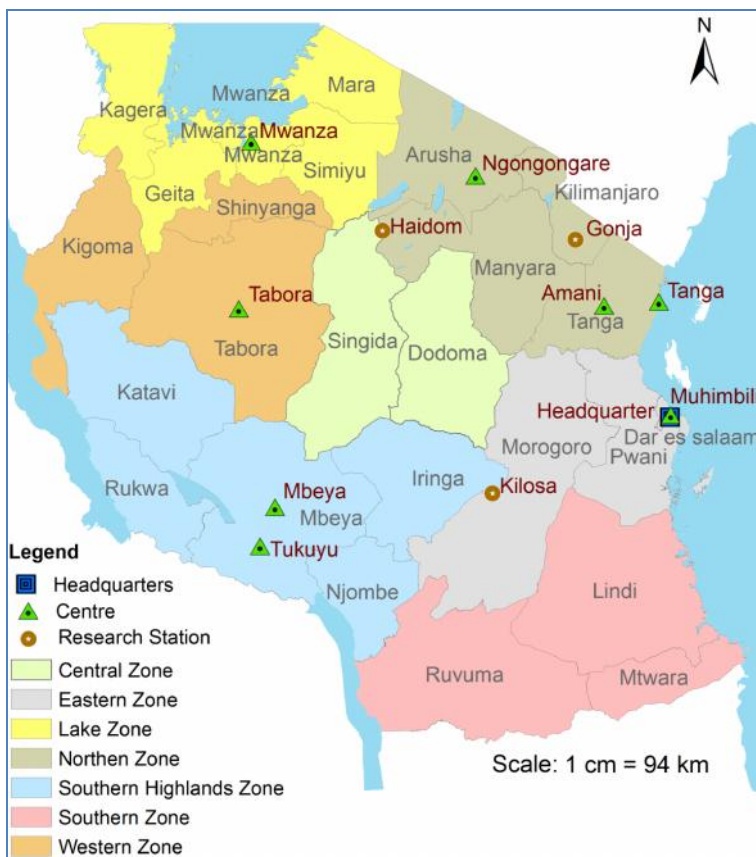 N
Mara
Mwanza
Kagera
Mwanza
Mwanza
Mwanza
Arusha
Ngongongare
Simiyu
Kilimanjaro
Geita
Shinyanga
Haidom
Gonja
Kigoma
Manyara
Tabora
Amani
Tanga
Tanga
Singida
Tabora
Dodoma
Katavi
Muhimbil
Headquarter
Dar es salaam
Morogoro
Pwani
Iringa
Rukwa
Kilosa
Mbeya
Mbeya
Tukuyu
Njombe
Lindi
Ruvuma
Mtwara
Legend
Headquarters
Centre
Research Station
Central Zone
Eastern Zone
Lake Zone
Northen Zone
Southern Highlands Zone
Southern Zone
Western Zone
Scale: 1 cm = 94 km